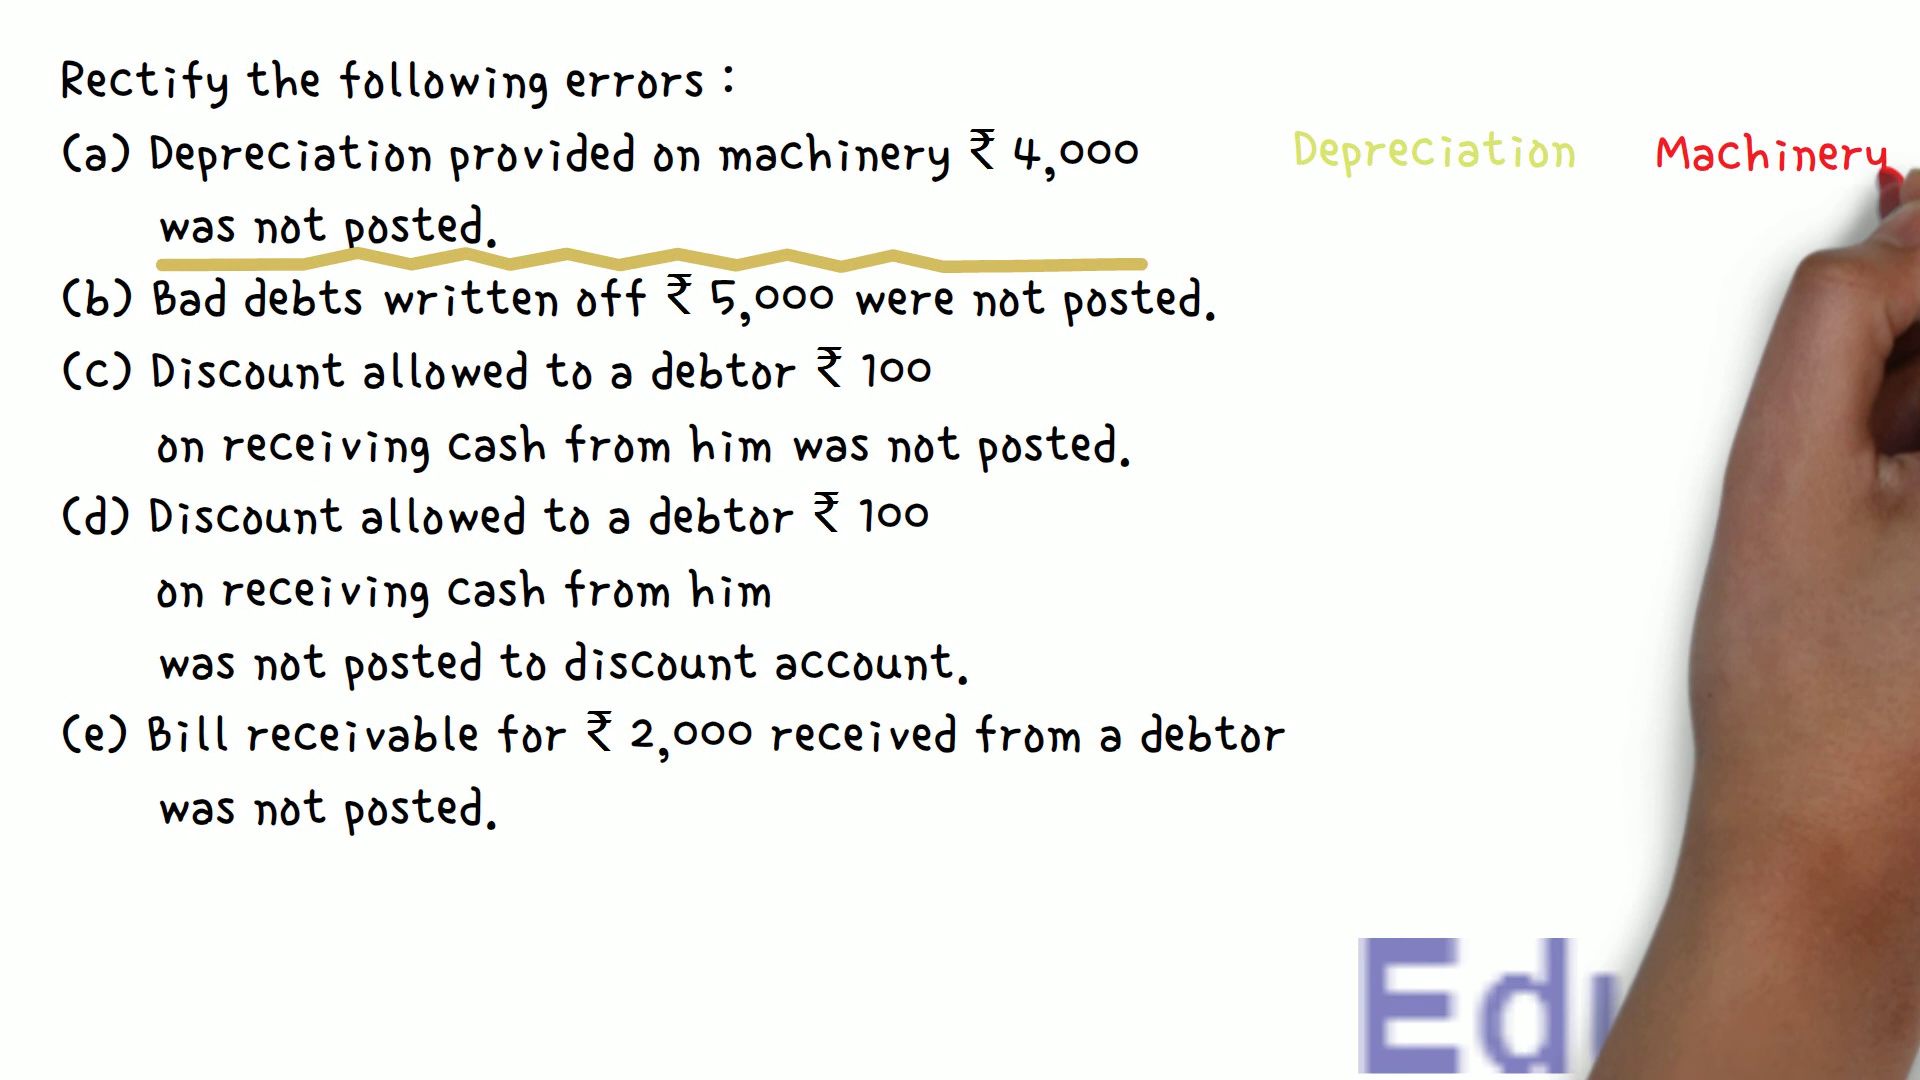 Rectify the following errors :
(a) Depreciation provided on machinery ₹ 4,000 Depreciation Machinery
was not posted.
(b) Bad debts written off ₹ 5,000 were not posted.
(c) Discount allowed to a debtor ₹ 100
on receiving cash from him was not posted.
(d) Discount allowed to a debtor ₹ 100
on receiving cash from him
was not posted to discount account.
(e) Bill receivable for ₹ 2,000 received from a debtor
was not posted.